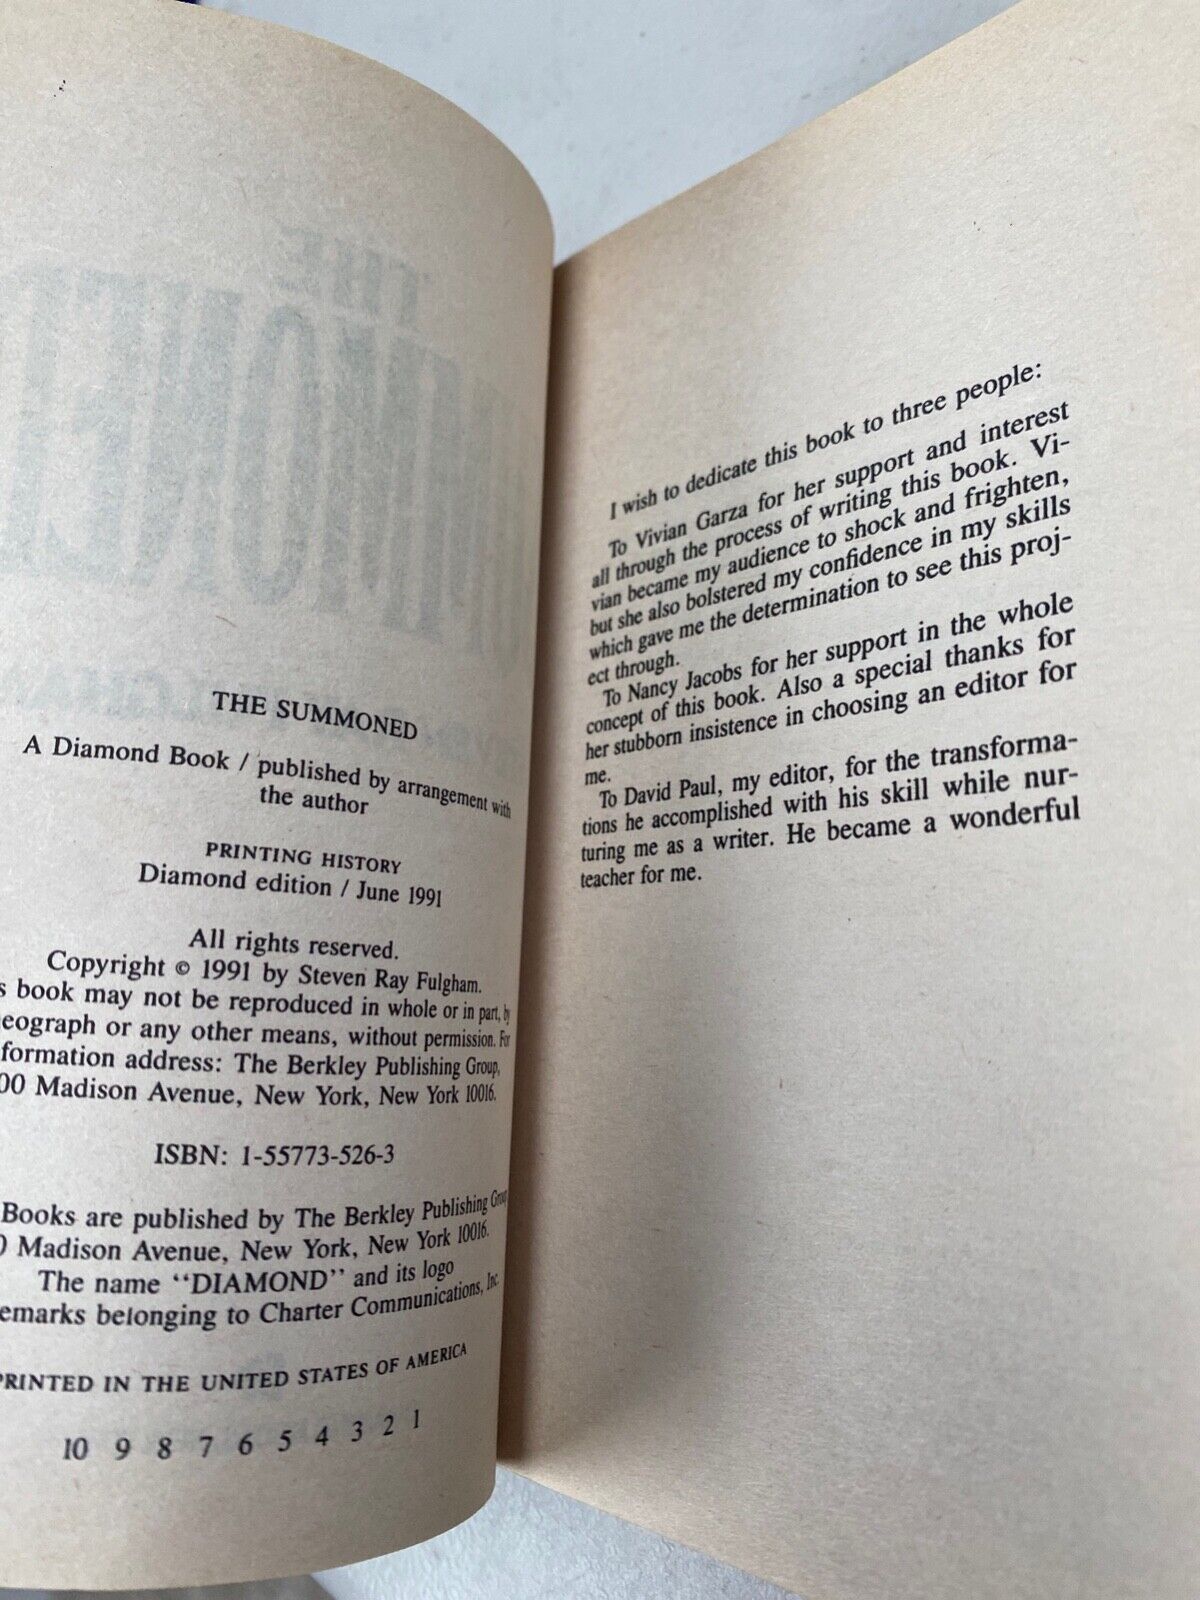 THE SUMMONED
A Diamond Book / published by arrangement with
the author
PRINTING HISTORY
Diamond edition / June 1991
All rights reserved.
Copyright © 1991 by Steven Ray Fulgham.
book may not be reproduced in whole or in part, by
or any other means, without permission. For
address: The Berkley Publishing Group,
Madison Avenue, New York, New York 10016.
ISBN: 1-55773-526-3
Books are published by The Berkley Publishing Group
Madison Avenue, New York, New York 10016.
The name "DIAMOND" and its logo
belonging to Charter Communications, Inc.
PRINTED IN THE UNITED STATES OF AMERICA
10 9 8 7 6 5 4 3 2 1
I wish to dedicate this book to three people:
To Vivian Garza for her support and interest
all through the process of writing this book. Vi-
vian became my audience to shock and frighten,
but she also bolstered my confidence in my skills
which gave me the determination to see this proj-
ect through.
To Nancy Jacobs for her support in the whole
concept of this book. Also a special thanks for
her stubborn insistence in choosing an editor for
me.
To David Paul, my editor, for the transforma-
tions he accomplished with his skill while nur-
turing me as a writer. He became a wonderful
teacher for me.